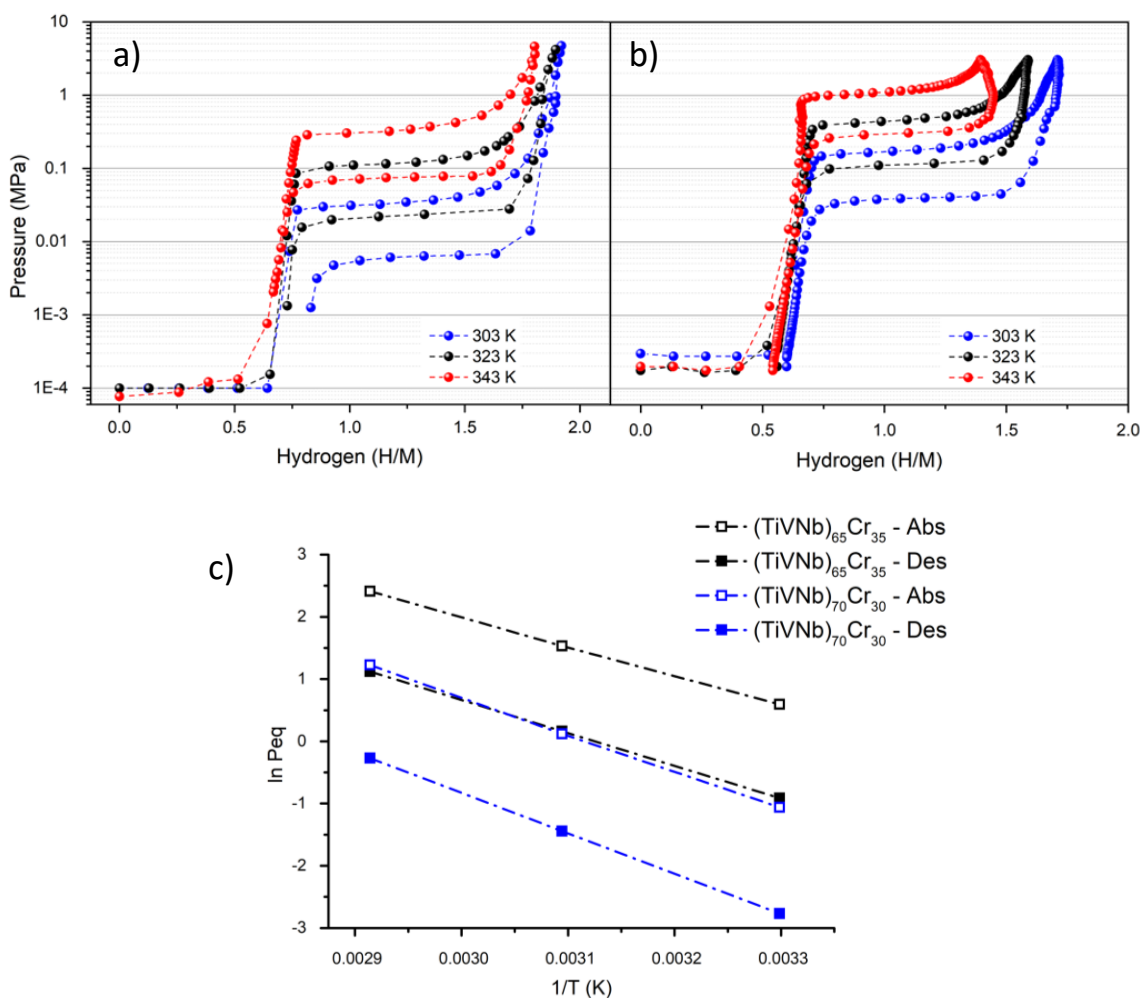 a)
10
1
0.1
0.01
1E-3
1E-4
Pressure (MPa)
303 K
323 K
343 K
0.0 0.5 1.0 1.5 2.0
Hydrogen (H/M)
b)
303 K
323 K
343 K
0.0 0.5 1.0 1.5 2.0
Hydrogen (H/M)
c)
(TiVNb)₆₅Cr₃₅ - Abs
(TiVNb)₆₅Cr₃₅ - Des
(TiVNb)₇₀Cr₃₀ - Abs
(TiVNb)₇₀Cr₃₀ - Des
3
2
1
0
-1
-2
-3
ln Peq
0.0029 0.0030 0.0031 0.0032 0.0033
1/T (K)